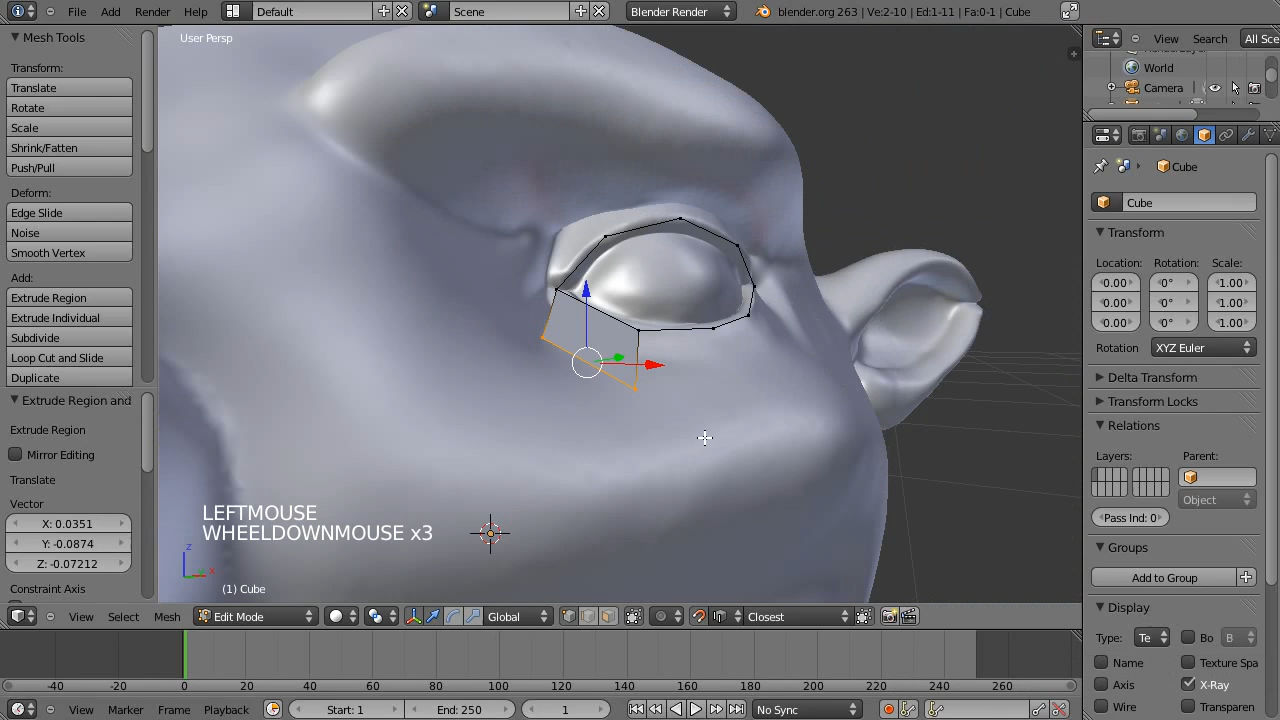 File Add Render Help Default Scene Blender Render blender.org 263 | Ve:2-10 | Ed:1-11 | Fa:0-1 | Cube
Mesh Tools
Transform:
Translate
Rotate
Scale
Shrink/Fatten
Push/Pull
Deform:
Edge Slide
Noise
Smooth Vertex
Add:
Extrude Region
Extrude Individual
Subdivide
Loop Cut and Slide
Duplicate
Extrude Region and
Extrude Region
Mirror Editing
Translate
Vector
X: 0.0351
Y: -0.0874
Z: -0.07212
Constraint Axis
User Persp
LEFTMOUSE
WHEELDOWNMOUSE x3
z
x
(1) Cube
View Select Mesh Edit Mode Global Closest
-40 -20 0 20 40 60 80 100 120 140 160 180 200 220 240 260
View Marker Frame Playback Start: 1 End: 250 1 No Sync
View Search All Sce
World
Camera
Cube
Cube
Transform
Location: Rotation: Scale:
0.00 0° 1.00
0.00 0° 1.00
0.00 0° 1.00
Rotation XYZ Euler
Delta Transform
Transform Locks
Relations
Layers: Parent:
Object
Pass Ind: 0
Groups
Add to Group
Display
Type: Te Bo B
Name Texture Spa
Axis X-Ray
Wire Transparen